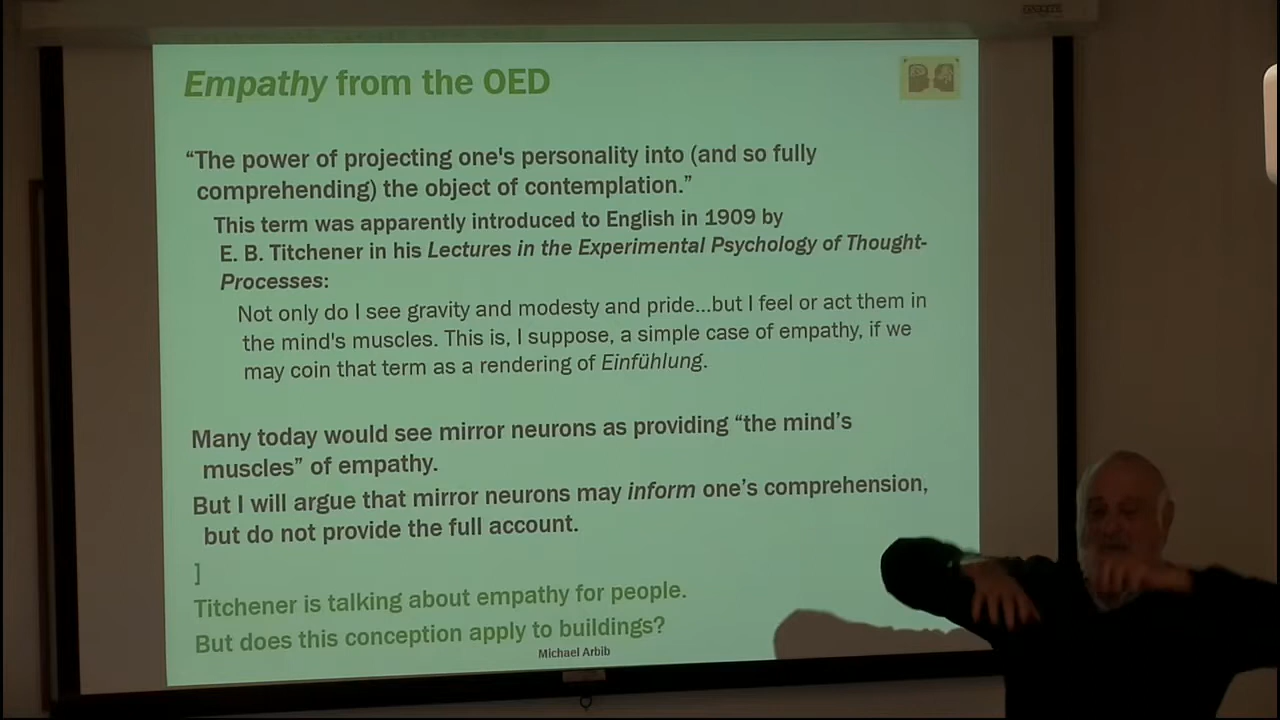 Empathy from the OED
“The power of projecting one's personality into (and so fully
comprehending) the object of contemplation.”
This term was apparently introduced to English in 1909 by
E. B. Titchener in his Lectures in the Experimental Psychology of Thought-
Processes:
Not only do I see gravity and modesty and pride...but I feel or act them in
the mind's muscles. This is, I suppose, a simple case of empathy, if we
may coin that term as a rendering of Einfühlung.
Many today would see mirror neurons as providing “the mind’s
muscles” of empathy.
But I will argue that mirror neurons may inform one’s comprehension,
but do not provide the full account.
]
Titchener is talking about empathy for people.
But does this conception apply to buildings?
Michael Arbib